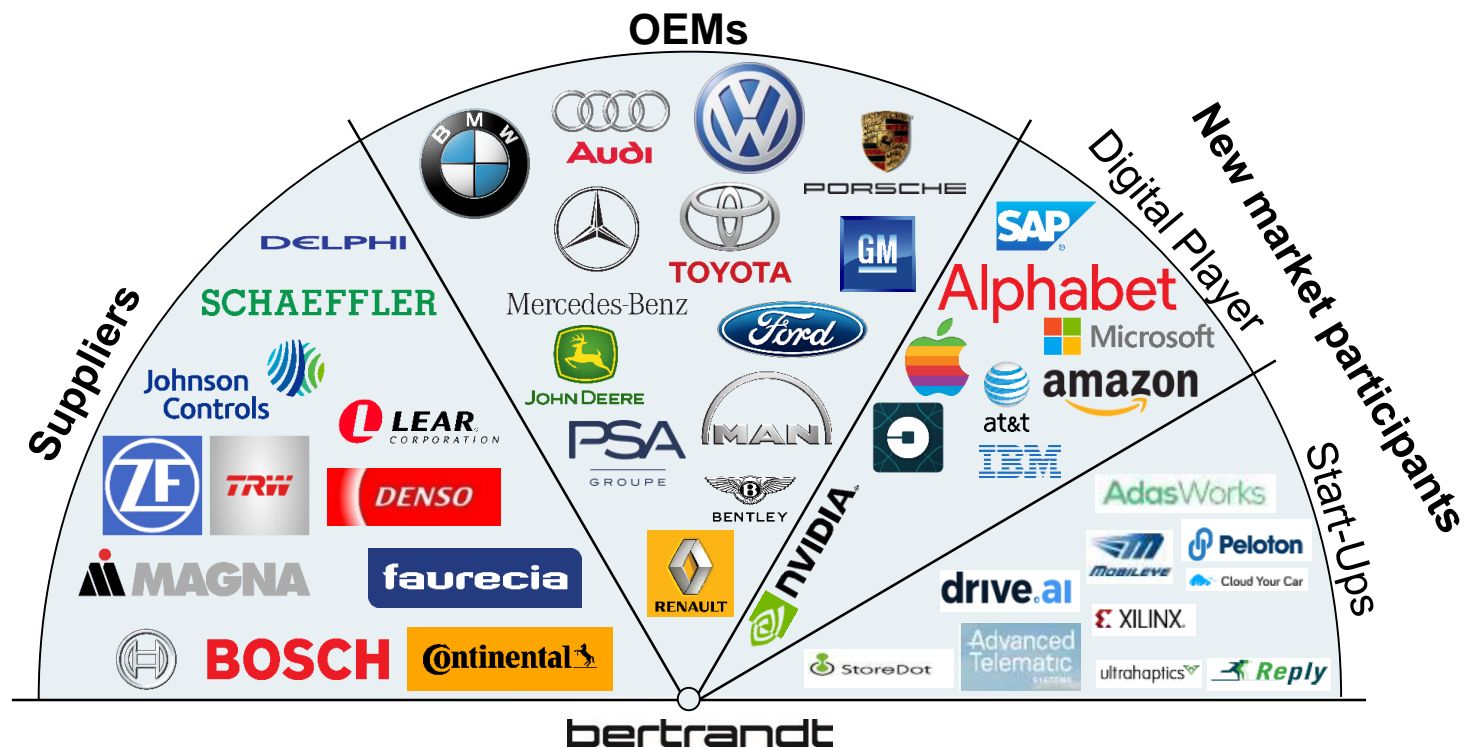 OEMs
Suppliers
New market participants
Digital Player
Start-Ups
DELPHI
SCHAEFFLER
Johnson
Controls
LEAR
CORPORATION
ZF
TRW
DENSO
MAGNA
faurecia
BOSCH
Continental
BMW
Audi
VW
PORSCHE
Mercedes-Benz
TOYOTA
GM
JOHN DEERE
Ford
PSA
GROUPE
MAN
BENTLEY
RENAULT
SAP
Alphabet
Microsoft
at&t
amazon
IBM
NVIDIA
AdasWorks
MOBILEYE
Peloton
Cloud Your Car
drive.ai
XILINX
StoreDot
Advanced
Telematic
SYSTEMS
ultrahaptics
Reply
bertrandt